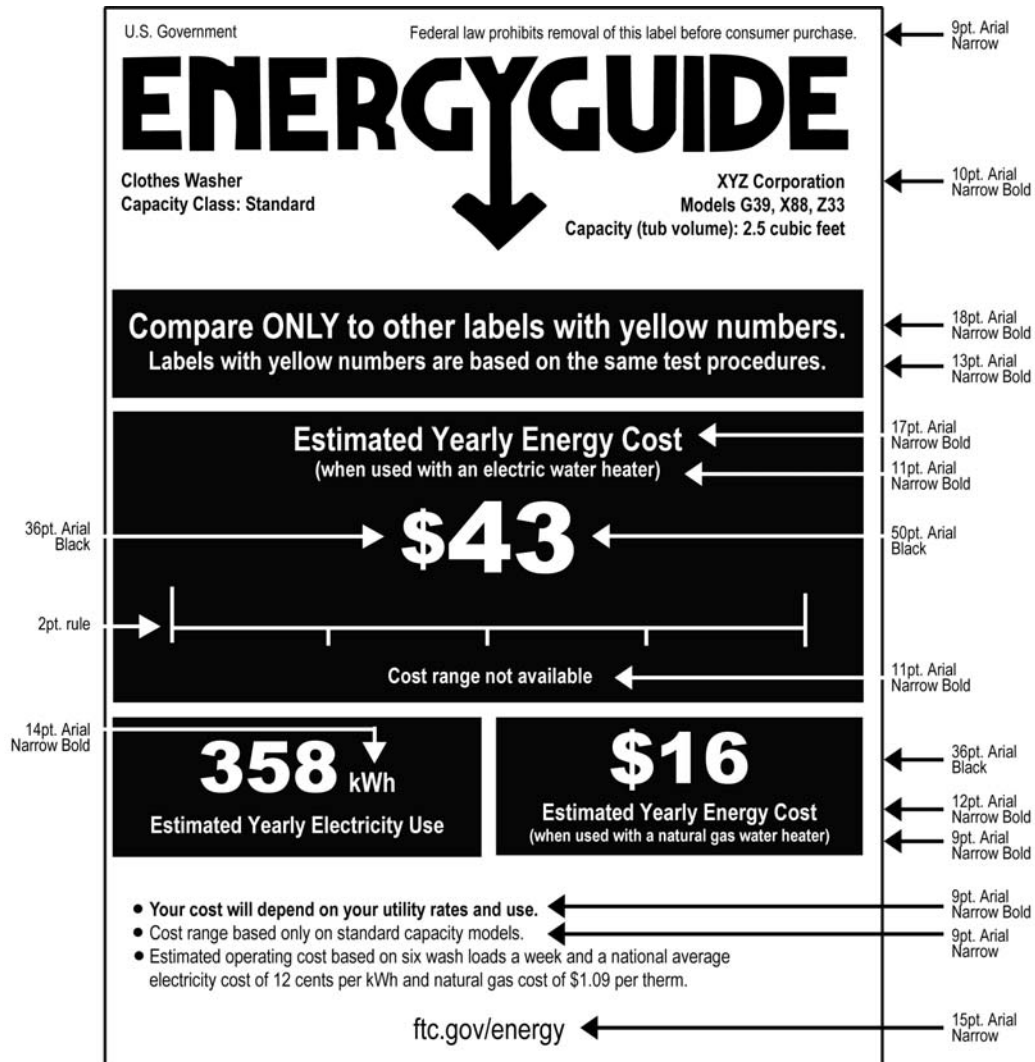 U.S. Government
Federal law prohibits removal of this label before consumer purchase.
9pt. Arial
Narrow
ENERGYGUIDE
Clothes Washer
Capacity Class: Standard
XYZ Corporation
Models G39, X88, Z33
Capacity (tub volume): 2.5 cubic feet
10pt. Arial
Narrow Bold
Compare ONLY to other labels with yellow numbers.
18pt. Arial
Narrow Bold
Labels with yellow numbers are based on the same test procedures.
13pt. Arial
Narrow Bold
Estimated Yearly Energy Cost
17pt. Arial
Narrow Bold
(when used with an electric water heater)
11pt. Arial
Narrow Bold
36pt. Arial
Black
$43
50pt. Arial
Black
2pt. rule
Cost range not available
11pt. Arial
Narrow Bold
14pt. Arial
Narrow Bold
358 kWh
Estimated Yearly Electricity Use
$16
36pt. Arial
Black
Estimated Yearly Energy Cost
12pt. Arial
Narrow Bold
(when used with a natural gas water heater)
9pt. Arial
Narrow Bold
• Your cost will depend on your utility rates and use.
9pt. Arial
Narrow Bold
• Cost range based only on standard capacity models.
9pt. Arial
Narrow
• Estimated operating cost based on six wash loads a week and a national average
electricity cost of 12 cents per kWh and natural gas cost of $1.09 per therm.
ftc.gov/energy
15pt. Arial
Narrow